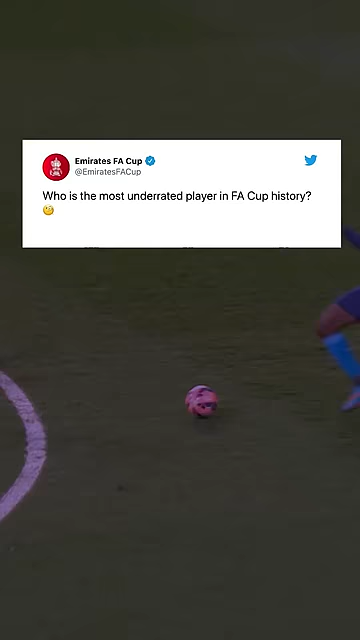 Emirates FA Cup
@EmiratesFACup
Who is the most underrated player in FA Cup history?
🧐